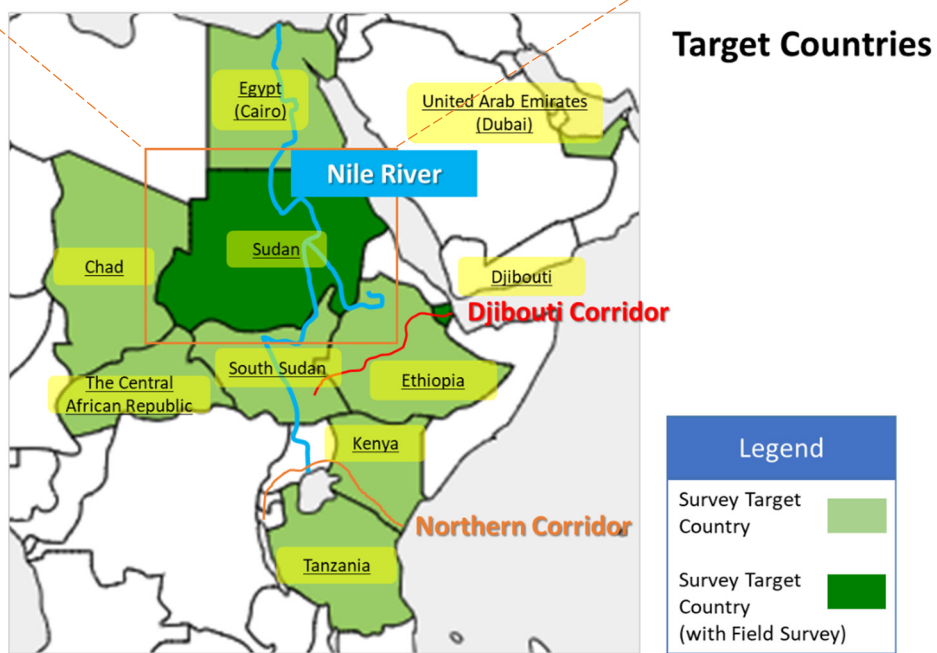 Target Countries
Egypt
(Cairo)
United Arab Emirates
(Dubai)
Nile River
Sudan
Chad
Djibouti
Djibouti Corridor
South Sudan
Ethiopia
The Central
African Republic
Kenya
Northern Corridor
Tanzania
Legend
Survey Target
Country
Survey Target
Country
(with Field Survey)